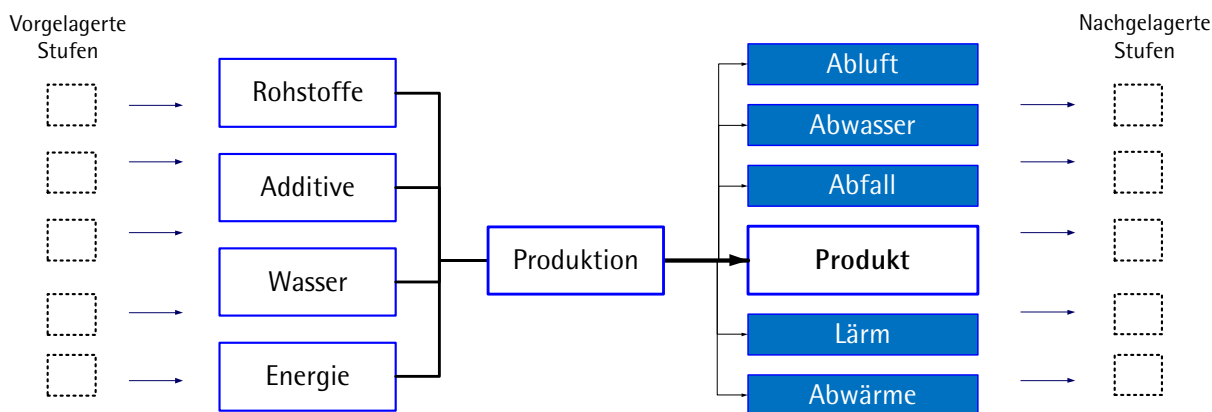 Vorgelagerte
Stufen
Rohstoffe
Additive
Wasser
Energie
Produktion
Abluft
Abwasser
Abfall
Produkt
Lärm
Abwärme
Nachgelagerte
Stufen